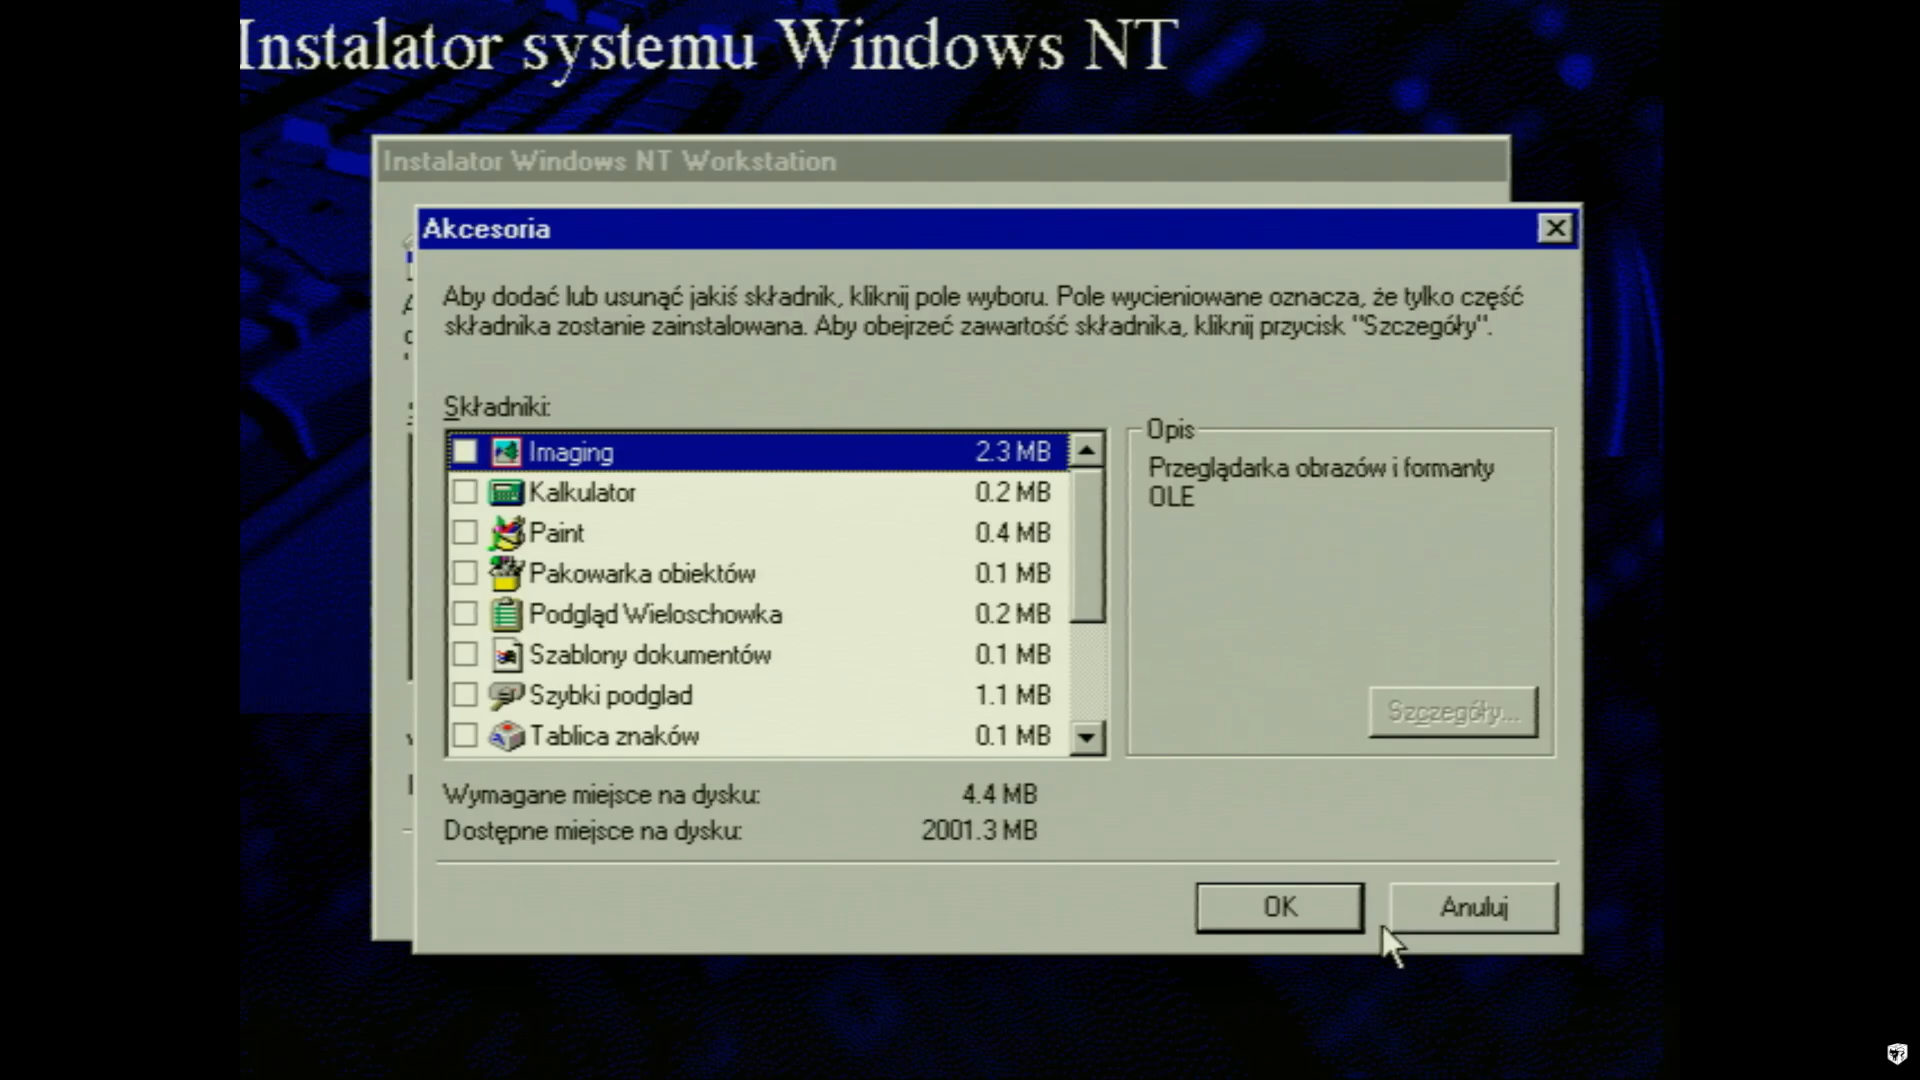 Instalator systemu Windows NT
Instalator Windows NT Workstation
Akcesoria
Aby dodać lub usunąć jakiś składnik, kliknij pole wyboru. Pole wycieniowane oznacza, że tylko część
składnika zostanie zainstalowana. Aby obejrzeć zawartość składnika, kliknij przycisk "Szczegóły".
Składniki:
Imaging 2.3 MB
Kalkulator 0.2 MB
Paint 0.4 MB
Pakowarka obiektów 0.1 MB
Podgląd Wieloschowka 0.2 MB
Szablony dokumentów 0.1 MB
Szybki podglad 1.1 MB
Tablica znaków 0.1 MB
Opis
Przeglądarka obrazów i formanty
OLE
Szczegóły...
Wymagane miejsce na dysku: 4.4 MB
Dostępne miejsce na dysku: 2001.3 MB
OK
Anuluj